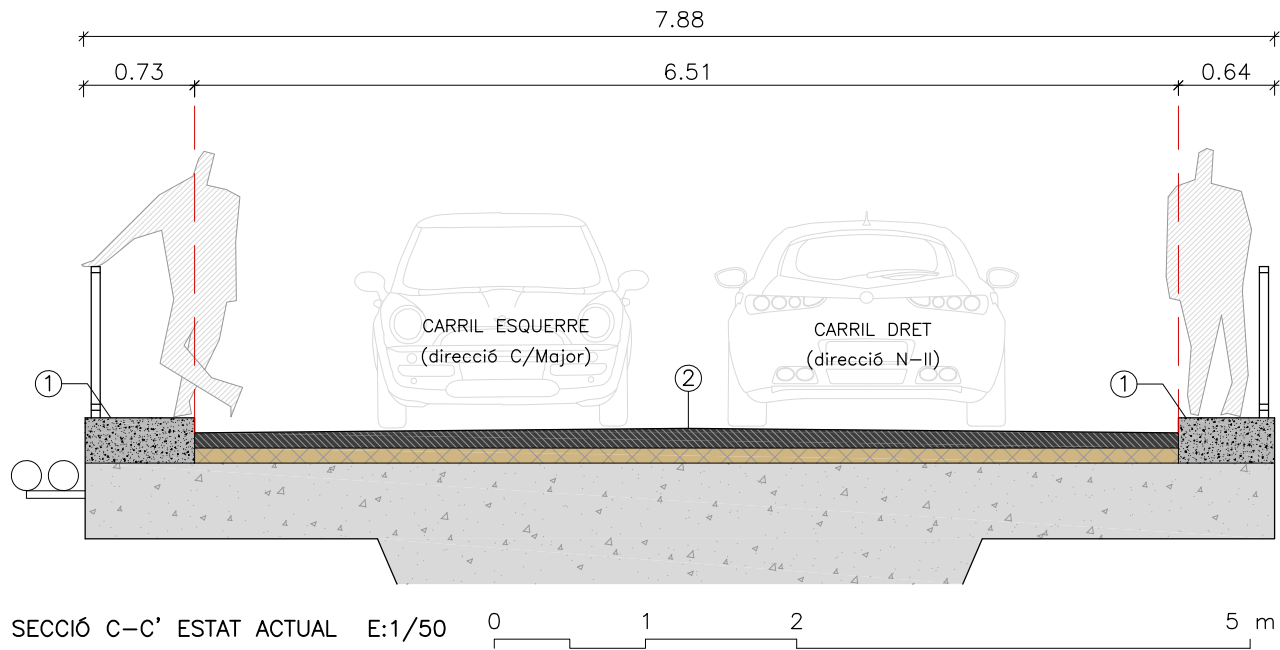 7.88
0.73 6.51 0.64
CARRIL ESQUERRE
(direcció C/Major)
CARRIL DRET
(direcció N-II)
1 2 1
SECCIÓ C-C' ESTAT ACTUAL E:1/50
0 1 2 5 m